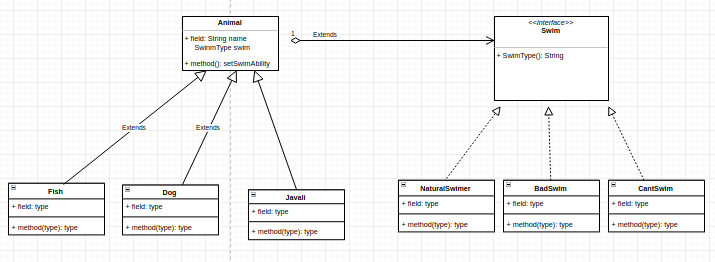 Animal
+ field: String name
SwinmType swim
+ method(): setSwimAbility
1
Extends
<<Interface>>
Swim
+ SwimType(): String
Extends
Extends
Fish
+ field: type
+ method(type): type
Dog
+ field: type
+ method(type): type
Javali
+ field: type
+ method(type): type
NaturalSwimer
+ field: type
+ method(type): type
BadSwim
+ field: type
+ method(type): type
CantSwim
+ field: type
+ method(type): type